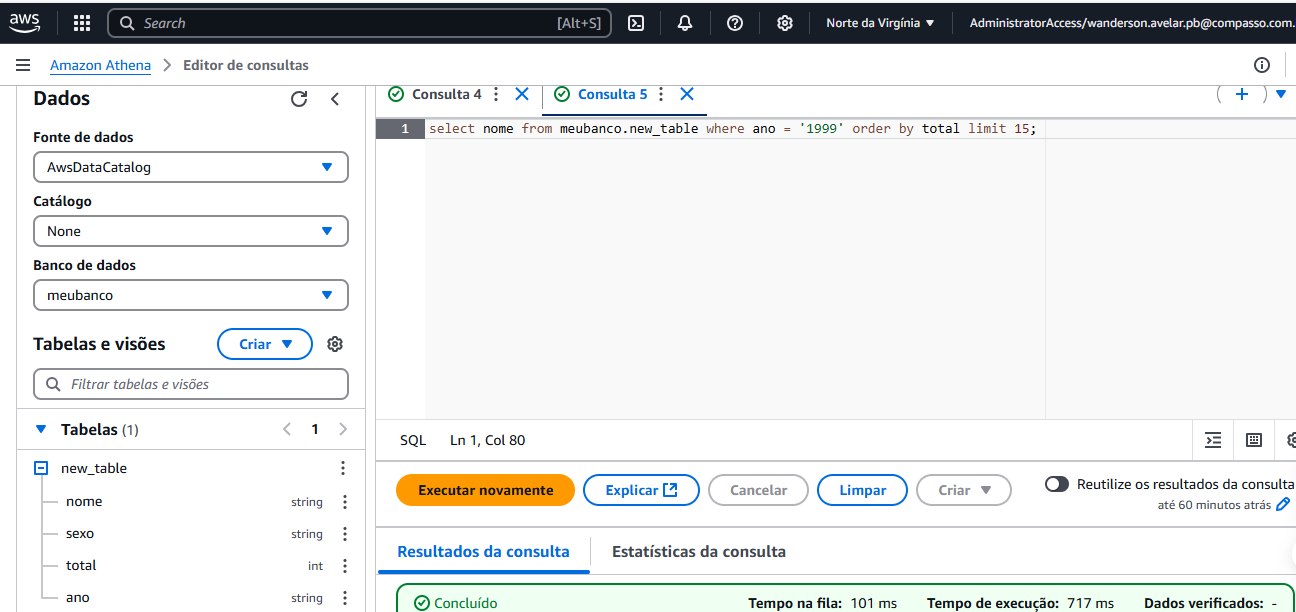 aws
Search [Alt+S] Norte da Virgínia AdministratorAccess/wanderson.avelar.pb@compasso.com.
Amazon Athena Editor de consultas
Dados
Fonte de dados
AwsDataCatalog
Catálogo
None
Banco de dados
meubanco
Tabelas e visões Criar
Filtrar tabelas e visões
Tabelas (1) 1
new_table
nome string
sexo string
total int
ano string
Consulta 4 Consulta 5
1 select nome from meubanco.new_table where ano = '1999' order by total limit 15;
SQL Ln 1, Col 80
Executar novamente Explicar Cancelar Limpar Criar Reutilize os resultados da consulta
até 60 minutos atrás
Resultados da consulta Estatísticas da consulta
Concluído Tempo na fila: 101 ms Tempo de execução: 717 ms Dados verificados: -